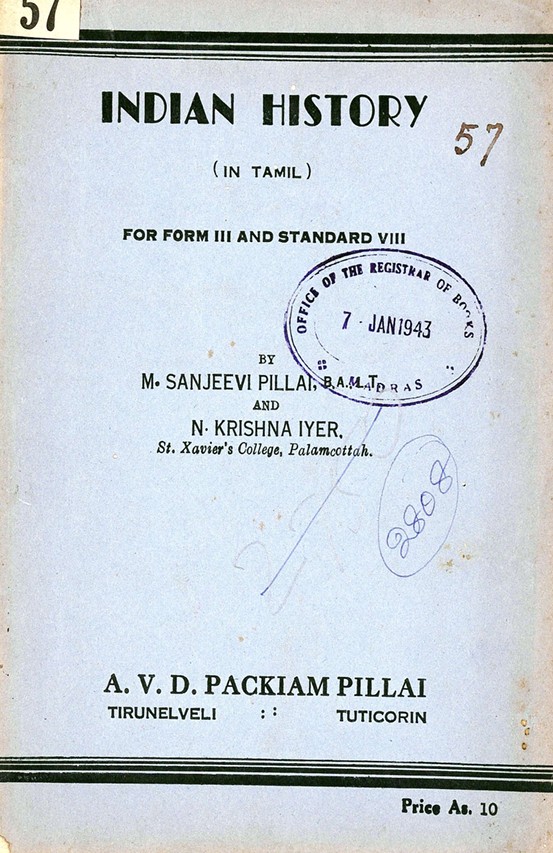 57
INDIAN HISTORY
57
(IN TAMIL)
FOR FORM III AND STANDARD VIII
OFFICE OF THE REGISTRAR OF BOOKS
7 JAN 1943
MADRAS
BY
M. SANJEEVI PILLAI, B.A., L.T.,
AND
N. KRISHNA IYER,
St. Xavier's College, Palamcottah.
2808
A. V. D. PACKIAM PILLAI
TIRUNELVELI :: TUTICORIN
Price As. 10